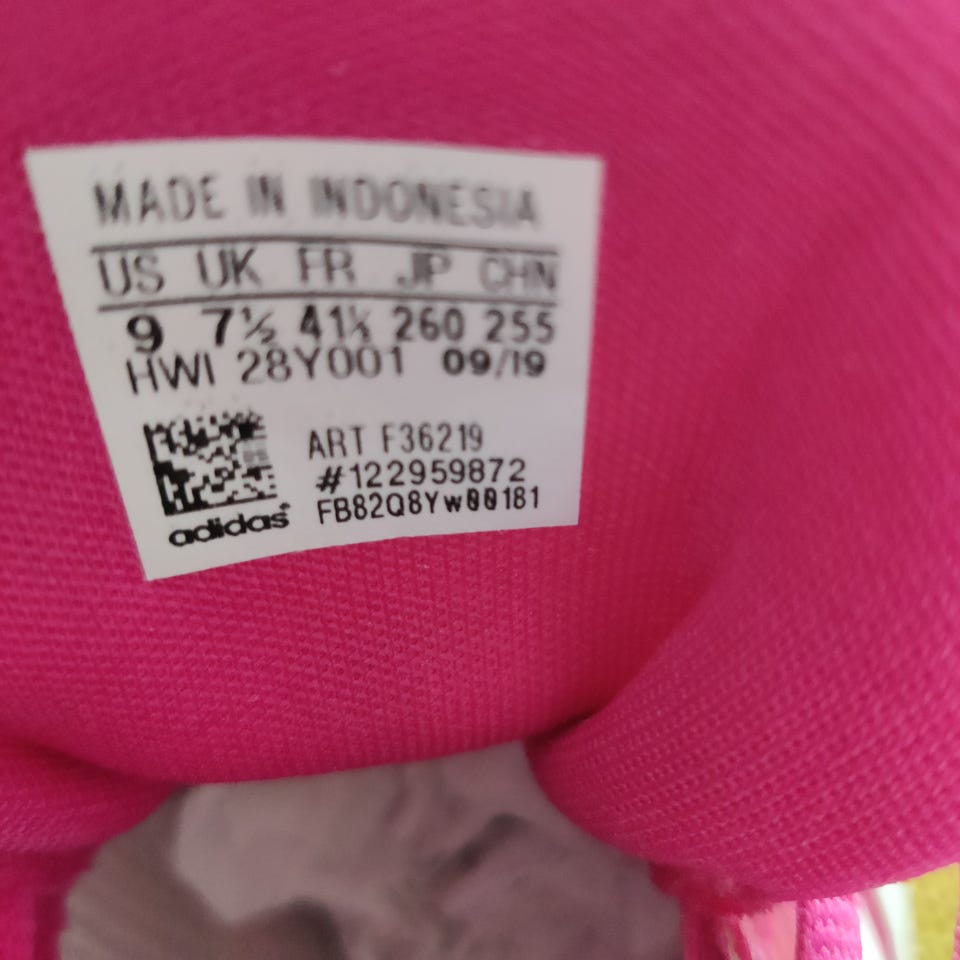 MADE IN INDONESIA
US UK FR JP CHN
9 7½ 41⅓ 260 255
HWI 28Y001 09/19
ART F36219
#122959872
FB82Q8Yw00181
adidas